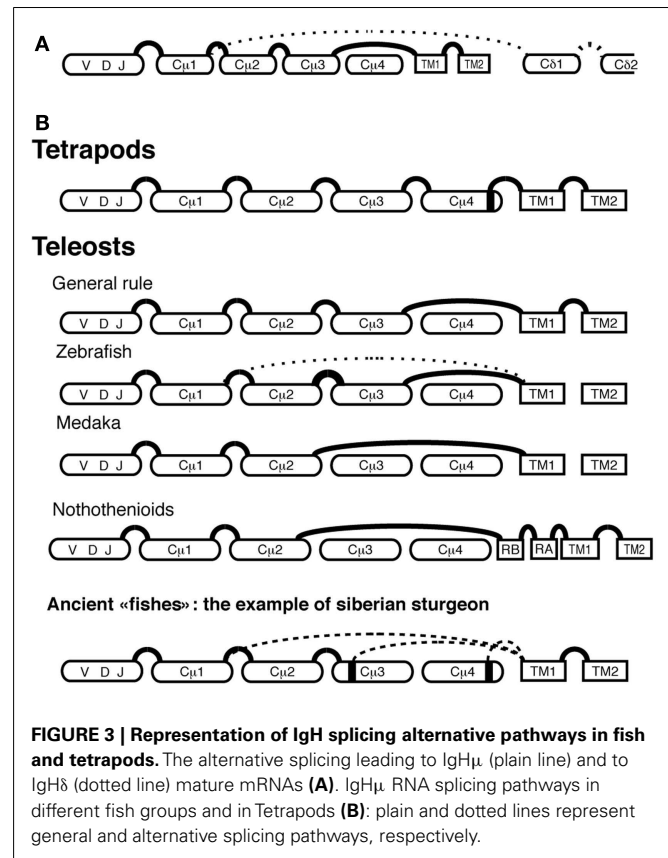 A
V D J Cμ1 Cμ2 Cμ3 Cμ4 TM1 TM2 Cδ1 Cδ2
B
Tetrapods
V D J Cμ1 Cμ2 Cμ3 Cμ4 TM1 TM2
Teleosts
General rule
V D J Cμ1 Cμ2 Cμ3 Cμ4 TM1 TM2
Zebrafish
V D J Cμ1 Cμ2 Cμ3 Cμ4 TM1 TM2
Medaka
V D J Cμ1 Cμ2 Cμ3 Cμ4 TM1 TM2
Nothothenioids
V D J Cμ1 Cμ2 Cμ3 Cμ4 RB RA TM1 TM2
Ancient «fishes» : the example of siberian sturgeon
V D J Cμ1 Cμ2 Cμ3 Cμ4 TM1 TM2
FIGURE 3 | Representation of IgH splicing alternative pathways in fish
and tetrapods. The alternative splicing leading to IgHμ (plain line) and to
IgHδ (dotted line) mature mRNAs (A). IgHμ RNA splicing pathways in
different fish groups and in Tetrapods (B): plain and dotted lines represent
general and alternative splicing pathways, respectively.